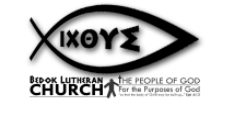 ΙΧΘΥΣ
BEDOK LUTHERAN
CHURCH
THE PEOPLE OF GOD
For the Purposes of God